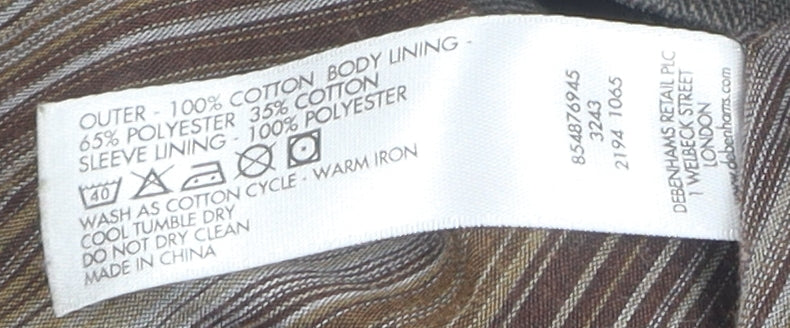 OUTER - 100% COTTON BODY LINING -
65% POLYESTER 35% COTTON
SLEEVE LINING - 100% POLYESTER
40
WASH AS COTTON CYCLE - WARM IRON
COOL TUMBLE DRY
DO NOT DRY CLEAN
MADE IN CHINA
854876945
3243
2194 1065
DEBENHAMS RETAIL PLC
1 WELBECK STREET
LONDON
debenhams.com